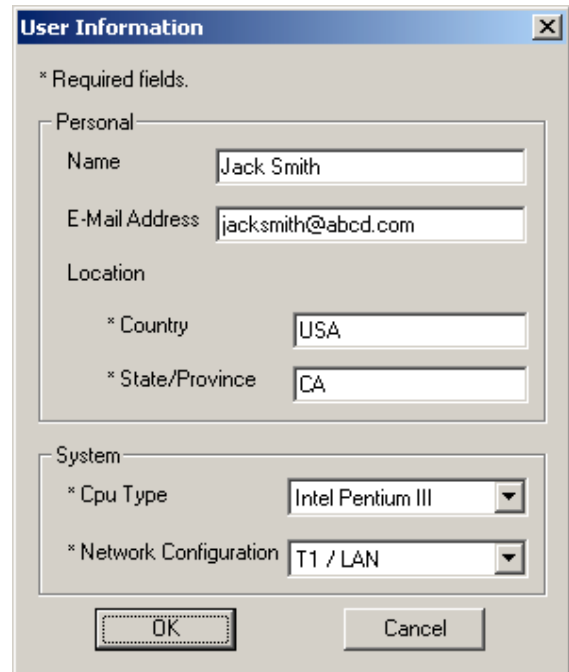 User Information
* Required fields.
Personal
Name Jack Smith
E-Mail Address jacksmith@abcd.com
Location
* Country USA
* State/Province CA
System
* Cpu Type Intel Pentium III
* Network Configuration T1 / LAN
OK Cancel